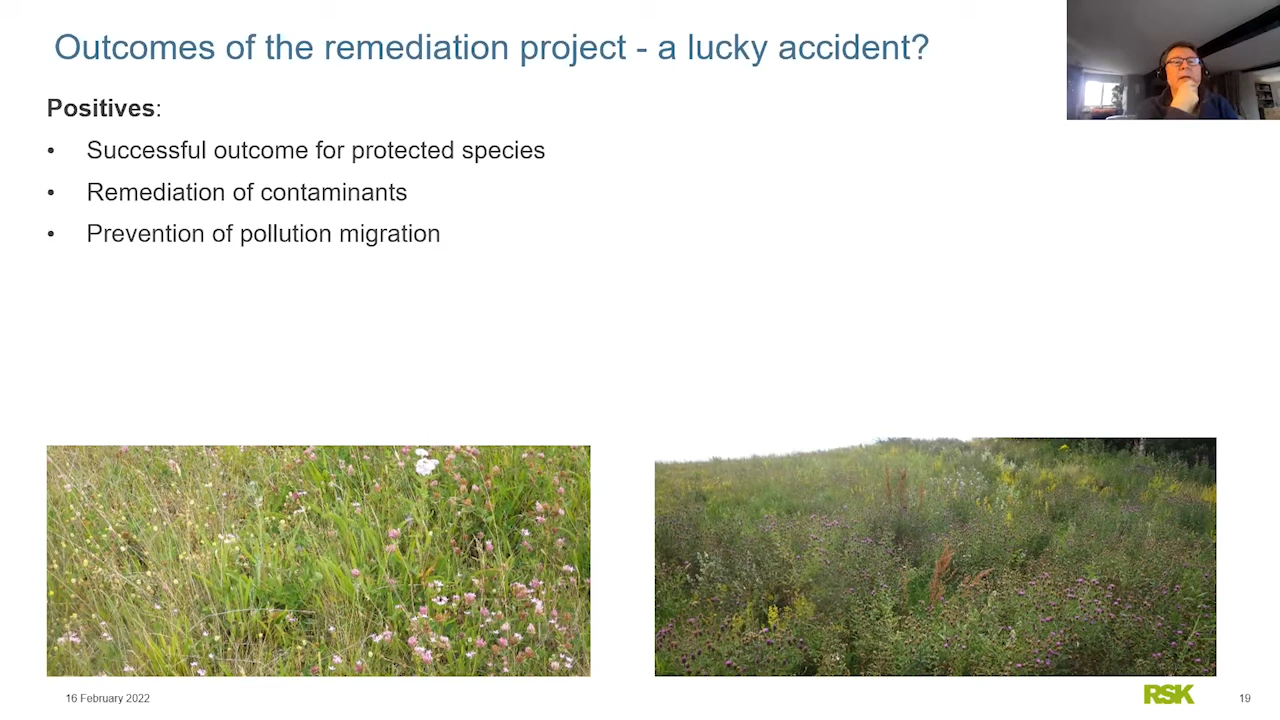 Outcomes of the remediation project - a lucky accident?
Positives:
• Successful outcome for protected species
• Remediation of contaminants
• Prevention of pollution migration
16 February 2022
RSK
19